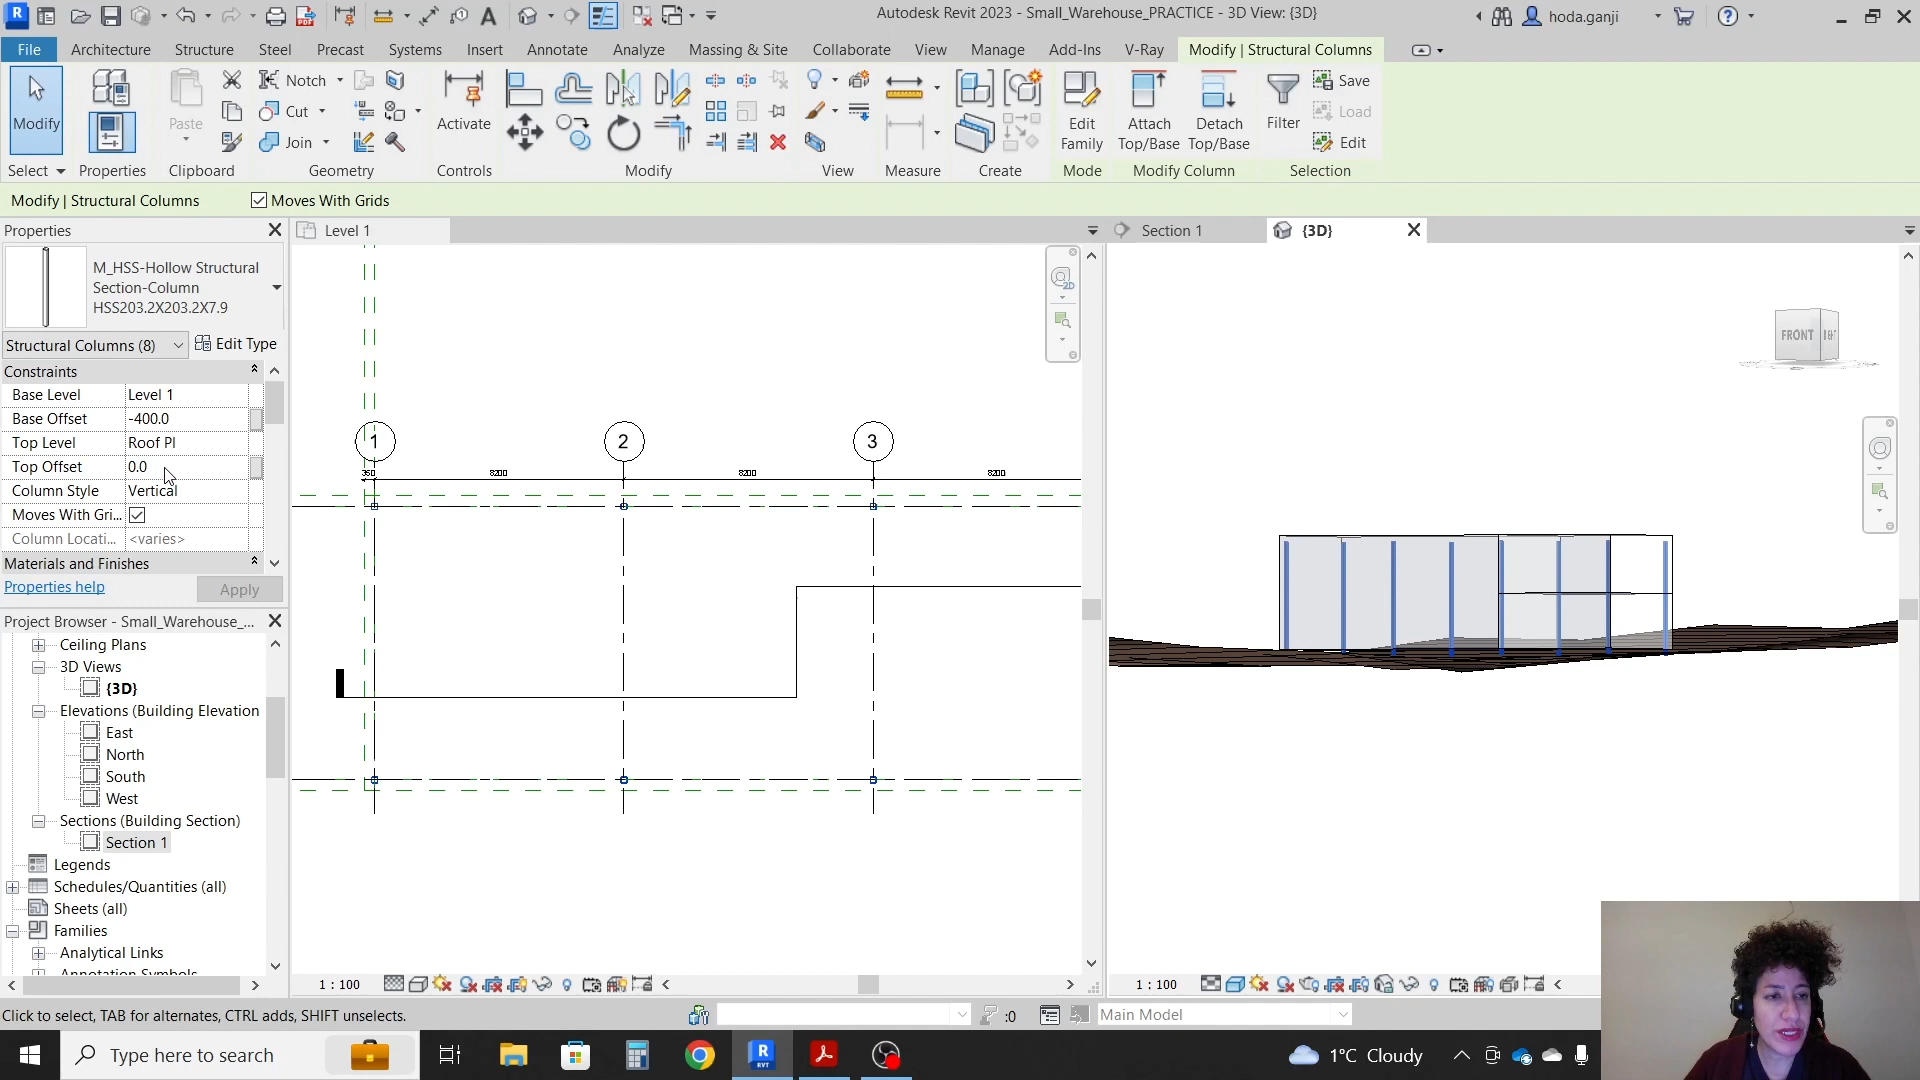 Autodesk Revit 2023 - Small_Warehouse_PRACTICE - 3D View: {3D}
hoda.ganji
File Architecture Structure Steel Precast Systems Insert Annotate Analyze Massing & Site Collaborate View Manage Add-Ins V-Ray Modify | Structural Columns
Modify
Paste
Notch
Cut
Join
Activate
Edit
Family
Attach
Top/Base
Detach
Top/Base
Filter
Save
Load
Edit
Select Properties Clipboard Geometry Controls Modify View Measure Create Mode Modify Column Selection
Modify | Structural Columns Moves With Grids
Properties
M_HSS-Hollow Structural
Section-Column
HSS203.2X203.2X7.9
Structural Columns (8) Edit Type
Constraints
Base Level Level 1
Base Offset -400.0
Top Level Roof Pl
Top Offset 0.0
Column Style Vertical
Moves With Gri...
Column Locati... <varies>
Materials and Finishes
Properties help Apply
Project Browser - Small_Warehouse_...
Ceiling Plans
3D Views
{3D}
Elevations (Building Elevation
East
North
South
West
Sections (Building Section)
Section 1
Legends
Schedules/Quantities (all)
Sheets (all)
Families
Analytical Links
Annotation Symbols
Level 1
1 2 3
350 8200 8200 8200
2D
1 : 100
Section 1 {3D}
FRONT
1 : 100
Click to select, TAB for alternates, CTRL adds, SHIFT unselects.
:0
Main Model
Type here to search
R
RVT
1°C Cloudy